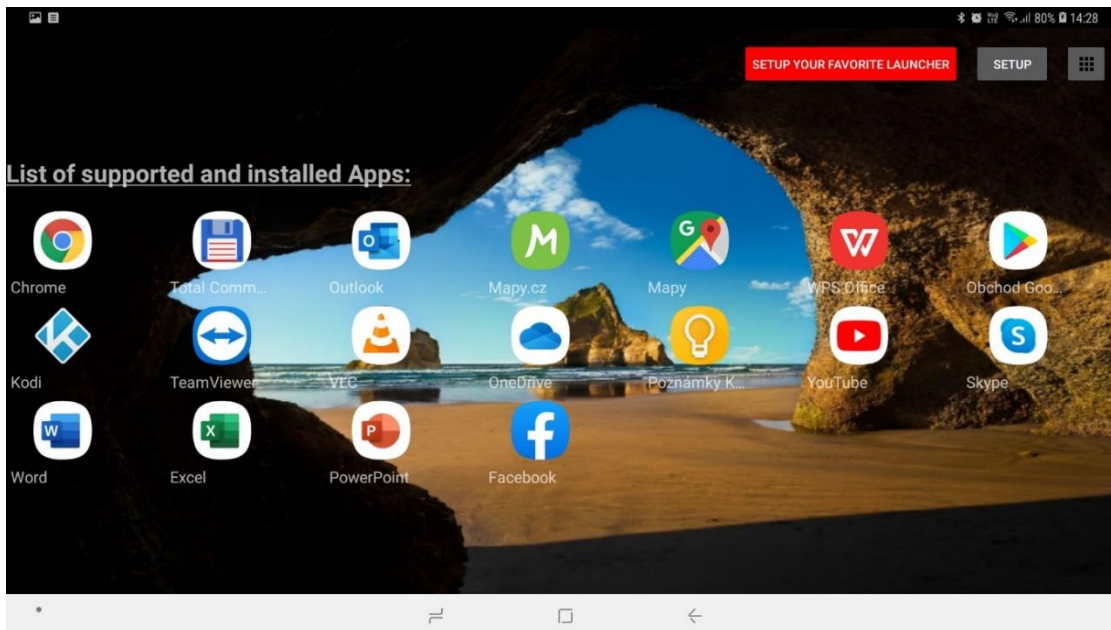 80% 14:28
SETUP YOUR FAVORITE LAUNCHER SETUP
List of supported and installed Apps:
Chrome Total Comm... Outlook Mapy.cz Mapy WPS Office Obchod Goo...
Kodi TeamViewer VLC OneDrive Poznámky K... YouTube Skype
Word Excel PowerPoint Facebook